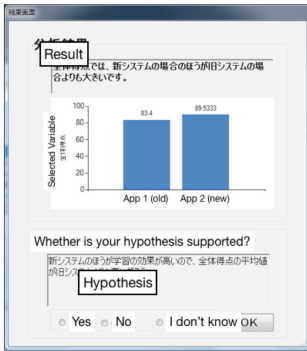 結果画面
Result
全体得点では、新システムの場合のほうが旧システムの場
合よりも大きいです。
Selected Variable
全体得点
100
80
60
40
20
0
83.4
89.5333
App 1 (old)
App 2 (new)
Whether is your hypothesis supported?
新システムのほうが学習の効果が高いので、全体得点の平均値
が旧シス
Hypothesis
Yes
No
I don't know
OK